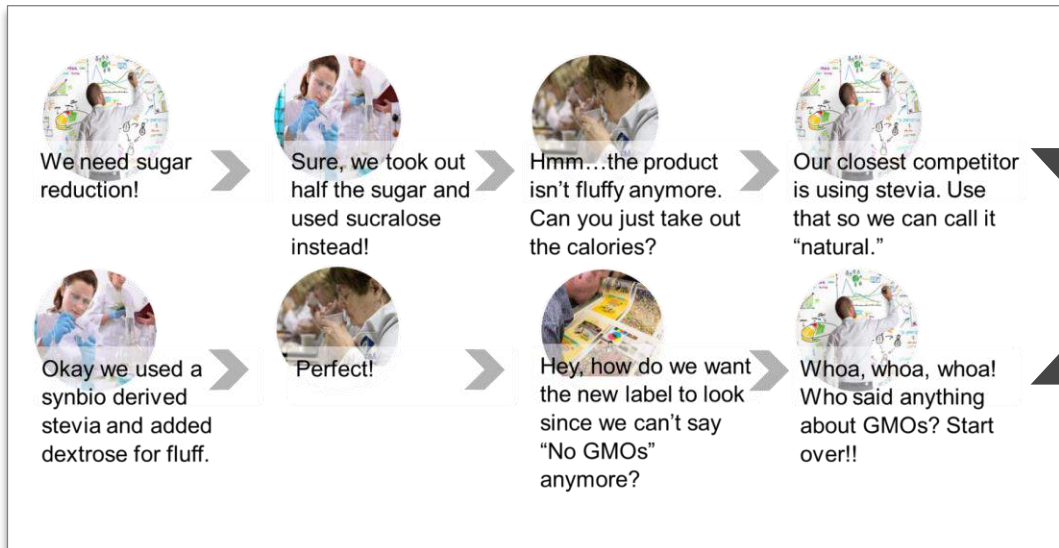 We need sugar
reduction!
Sure, we took out
half the sugar and
used sucralose
instead!
Hmm…the product
isn’t fluffy anymore.
Can you just take out
the calories?
Our closest competitor
is using stevia. Use
that so we can call it
“natural.”
Okay we used a
synbio derived
stevia and added
dextrose for fluff.
Perfect!
Hey, how do we want
the new label to look
since we can’t say
“No GMOs”
anymore?
Whoa, whoa, whoa!
Who said anything
about GMOs? Start
over!!